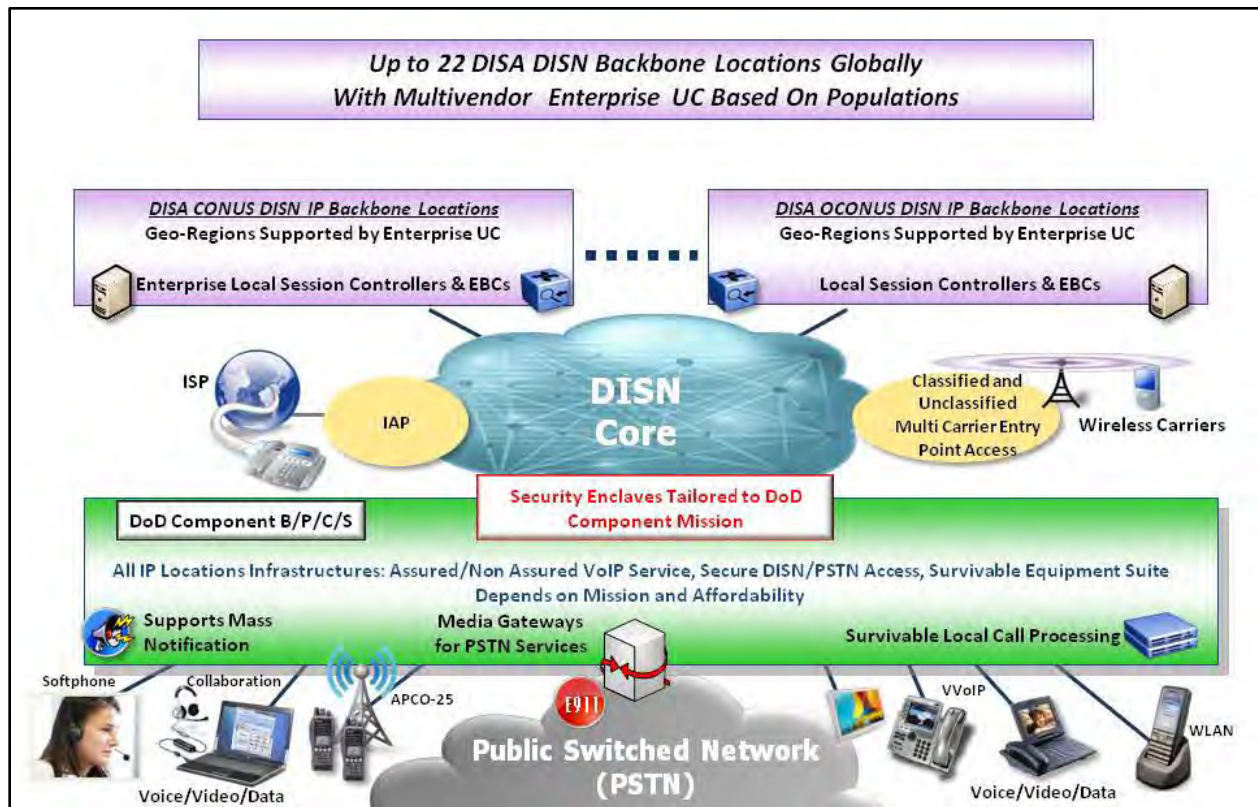 Up to 22 DISA DISN Backbone Locations Globally
With Multivendor Enterprise UC Based On Populations
DISA CONUS DISN IP Backbone Locations
Geo-Regions Supported by Enterprise UC
Enterprise Local Session Controllers & EBCs
DISA OCONUS DISN IP Backbone Locations
Geo-Regions Supported by Enterprise UC
Local Session Controllers & EBCs
ISP
IAP
DISN
Core
Classified and
Unclassified
Multi Carrier Entry
Point Access
Wireless Carriers
DoD Component B/P/C/S
Security Enclaves Tailored to DoD
Component Mission
All IP Locations Infrastructures: Assured/Non Assured VoIP Service, Secure DISN/PSTN Access, Survivable Equipment Suite
Depends on Mission and Affordability
Supports Mass
Notification
Media Gateways
for PSTN Services
Survivable Local Call Processing
Softphone
Collaboration
APCO-25
E911
VVoIP
WLAN
Public Switched Network
(PSTN)
Voice/Video/Data
Voice/Video/Data